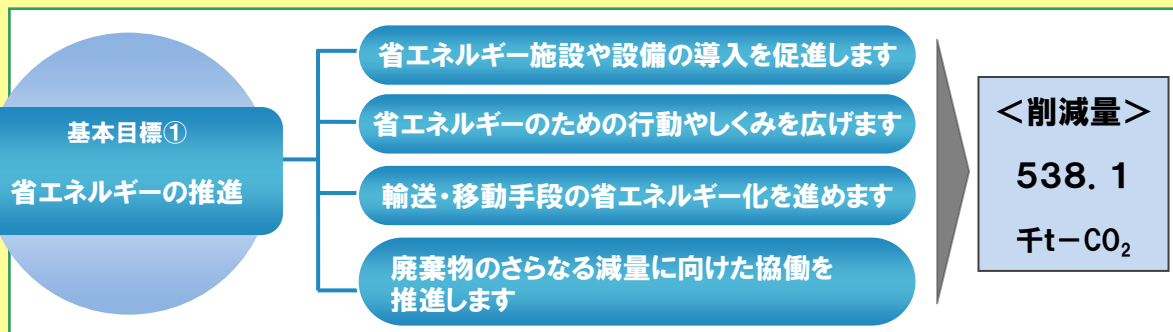 基本目標①
省エネルギーの推進
省エネルギー施設や設備の導入を促進します
省エネルギーのための行動やしくみを広げます
輸送・移動手段の省エネルギー化を進めます
廃棄物のさらなる減量に向けた協働を
推進します
＜削減量＞
538．1
千t－CO₂